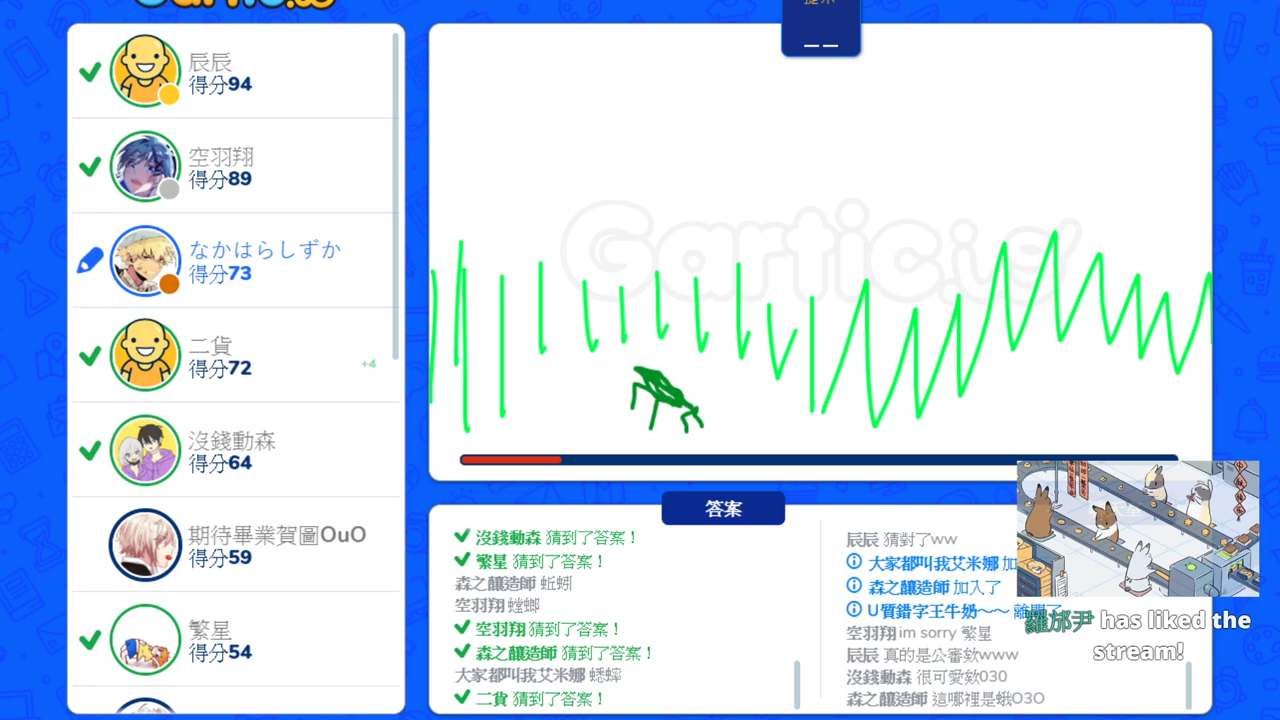 Gartic.io
辰辰
得分94
空羽翔
得分89
なかはらしずか
得分73
二貨
得分72
+4
沒錢動森
得分64
期待畢業賀圖OuO
得分59
繁星
得分54
提示
Gartic.io
答案
沒錢動森 猜到了答案！
繁星 猜到了答案！
森之釀造師 蚯蚓
空羽翔 螳螂
空羽翔 猜到了答案！
森之釀造師 猜到了答案！
大家都叫我艾米娜 蟋蟀
二貨 猜到了答案！
辰辰 猜對了ww
大家都叫我艾米娜 加
森之釀造師 加入了
U質錯字王牛奶～～ 離開了
空羽翔 im sorry 繁星
辰辰 真的是公審欸www
沒錢動森 很可愛欸030
森之釀造師 這哪裡是蛾O3O
羅邡尹 has liked the
stream!